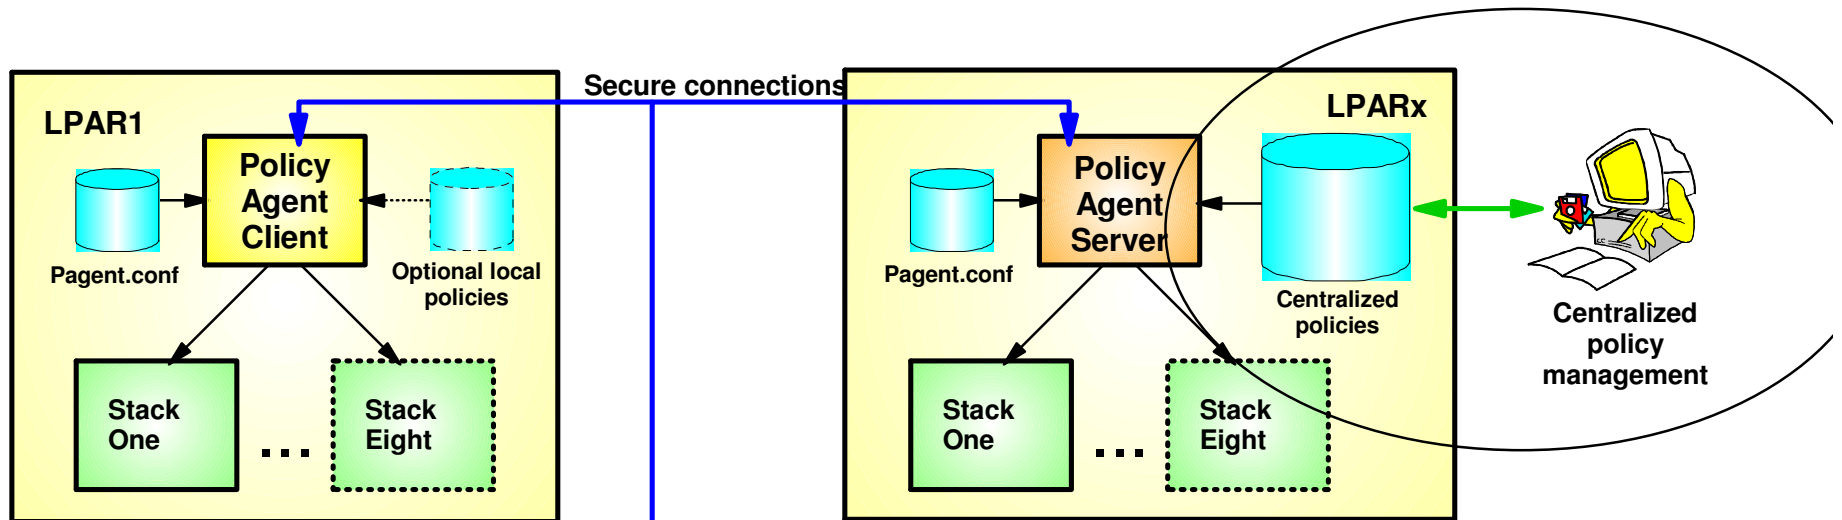 Secure connections
LPAR1
Policy
Agent
Client
Pagent.conf
Optional local
policies
Stack
One
...
Stack
Eight
LPARx
Policy
Agent
Server
Pagent.conf
Centralized
policies
Stack
One
...
Stack
Eight
Centralized
policy
management